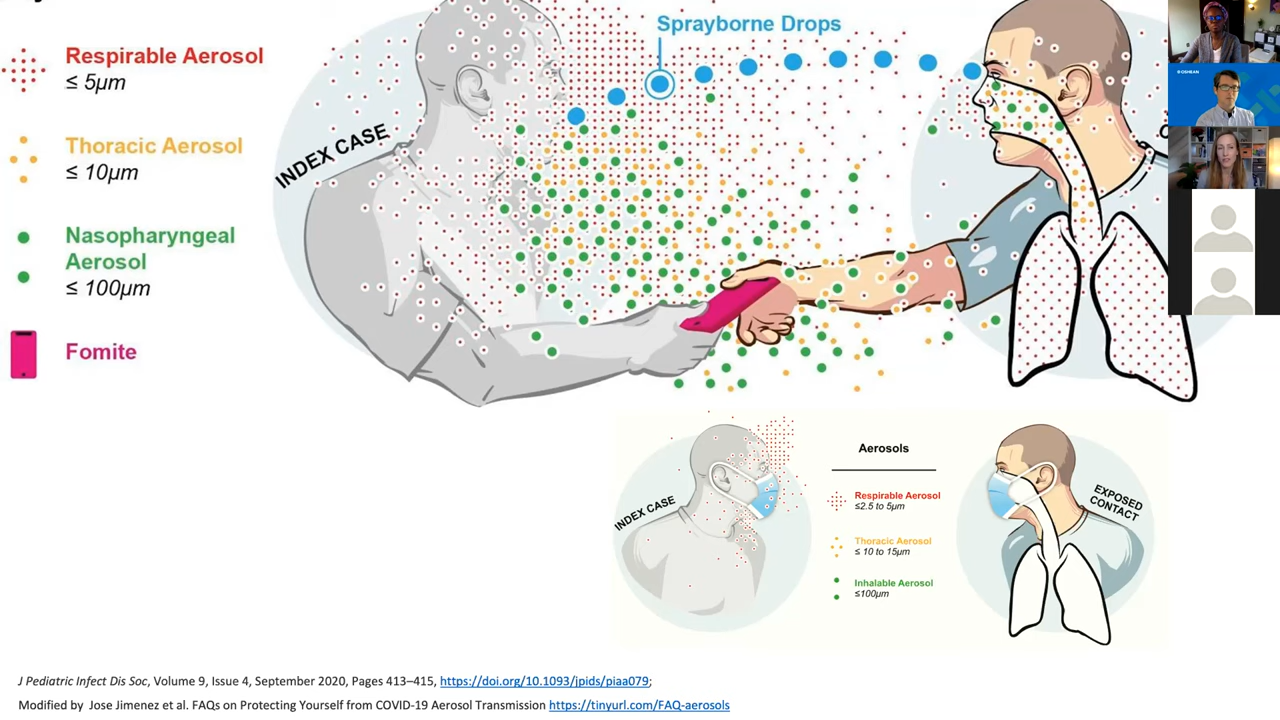 Sprayborne Drops
Respirable Aerosol
≤ 5µm
Thoracic Aerosol
≤ 10µm
Nasopharyngeal
Aerosol
≤ 100µm
Fomite
INDEX CASE
Aerosols
INDEX CASE
Respirable Aerosol
≤2.5 to 5µm
Thoracic Aerosol
≤ 10 to 15µm
Inhalable Aerosol
≤100µm
EXPOSED
CONTACT
J Pediatric Infect Dis Soc, Volume 9, Issue 4, September 2020, Pages 413–415, https://doi.org/10.1093/jpids/piaa079;
Modified by Jose Jimenez et al. FAQs on Protecting Yourself from COVID-19 Aerosol Transmission https://tinyurl.com/FAQ-aerosols